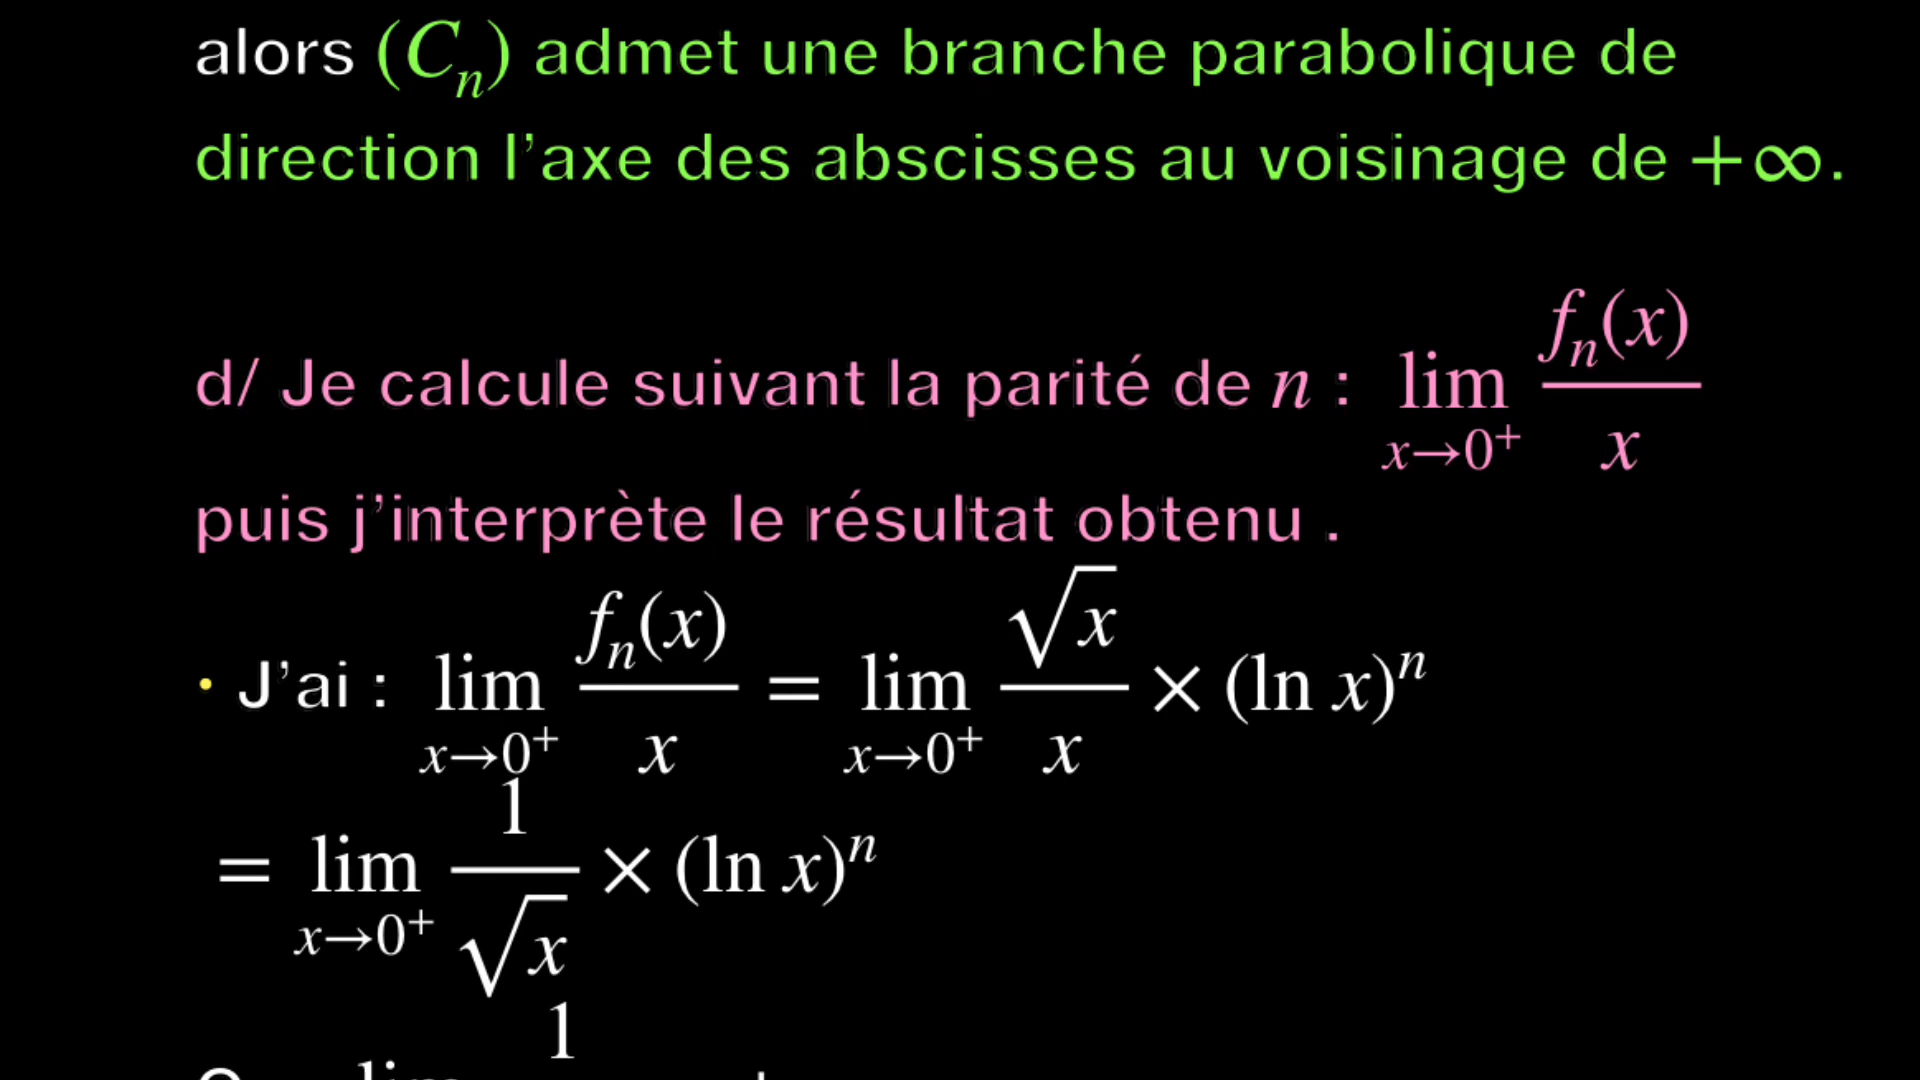 alors (Cₙ) admet une branche parabolique de
direction l'axe des abscisses au voisinage de +∞.
d/ Je calcule suivant la parité de n : lim x→0⁺ fₙ(x)/x
puis j'interprète le résultat obtenu .
• J'ai : lim x→0⁺ fₙ(x)/x = lim x→0⁺ √x/x × (ln x)ⁿ
= lim x→0⁺ 1/√x × (ln x)ⁿ
1